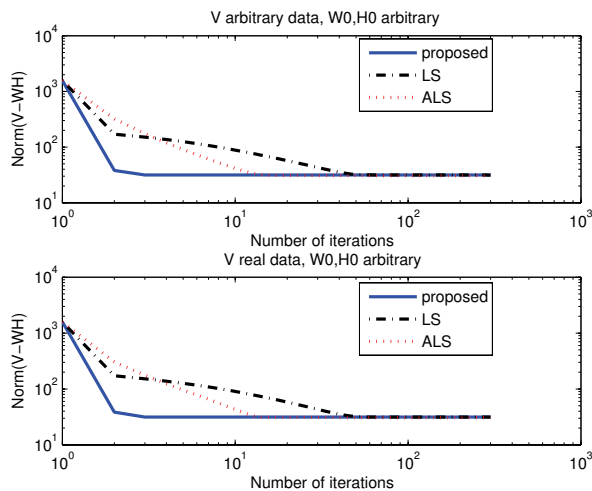 V arbitrary data, W0,H0 arbitrary
10^4
10^3
10^2
10^1
Norm(V−WH)
proposed
LS
ALS
10^0 10^1 10^2 10^3
Number of iterations
V real data, W0,H0 arbitrary
10^4
10^3
10^2
10^1
Norm(V−WH)
proposed
LS
ALS
10^0 10^1 10^2 10^3
Number of iterations